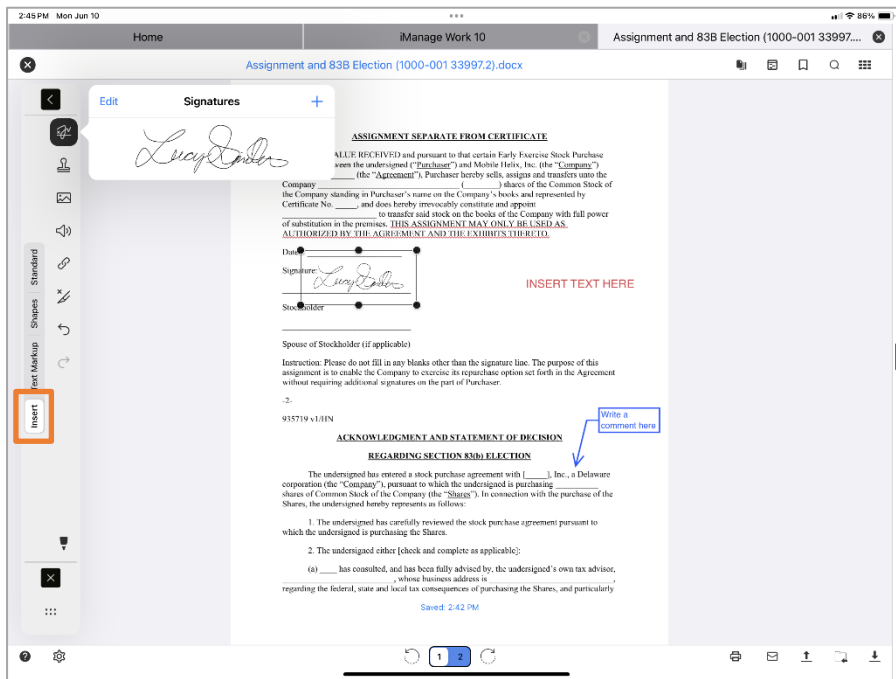 2:45 PM Mon Jun 10
86%
Home
iManage Work 10
Assignment and 83B Election (1000-001 33997....
Assignment and 83B Election (1000-001 33997.2).docx
Edit
Signatures
Lucy Sanders
Standard
Shapes
Text Markup
Insert
ASSIGNMENT SEPARATE FROM CERTIFICATE
ALUE RECEIVED and pursuant to that certain Early Exercise Stock Purchase
ween the undersigned ("Purchaser") and Mobile Helix, Inc. (the "Company")
(the "Agreement"), Purchaser hereby sells, assigns and transfers unto the
Company ____________ (________) shares of the Common Stock of
the Company standing in Purchaser's name on the Company's books and represented by
Certificate No. _____, and does hereby irrevocably constitute and appoint
____________ to transfer said stock on the books of the Company with full power
of substitution in the premises. THIS ASSIGNMENT MAY ONLY BE USED AS
AUTHORIZED BY THE AGREEMENT AND THE EXHIBITS THERETO.
Dated
Signature:
Lucy Sanders
INSERT TEXT HERE
Stockholder
Spouse of Stockholder (if applicable)
Instruction: Please do not fill in any blanks other than the signature line. The purpose of this
assignment is to enable the Company to exercise its repurchase option set forth in the Agreement
without requiring additional signatures on the part of Purchaser.
-2-
935719 v1/HN
Write a
comment here
ACKNOWLEDGMENT AND STATEMENT OF DECISION
REGARDING SECTION 83(b) ELECTION
The undersigned has entered a stock purchase agreement with [_____], Inc., a Delaware
corporation (the "Company"), pursuant to which the undersigned is purchasing _________
shares of Common Stock of the Company (the "Shares"). In connection with the purchase of the
Shares, the undersigned hereby represents as follows:
1. The undersigned has carefully reviewed the stock purchase agreement pursuant to
which the undersigned is purchasing the Shares.
2. The undersigned either [check and complete as applicable]:
(a) ____ has consulted, and has been fully advised by, the undersigned's own tax advisor,
____________, whose business address is ____________,
regarding the federal, state and local tax consequences of purchasing the Shares, and particularly
Saved: 2:42 PM
1 2